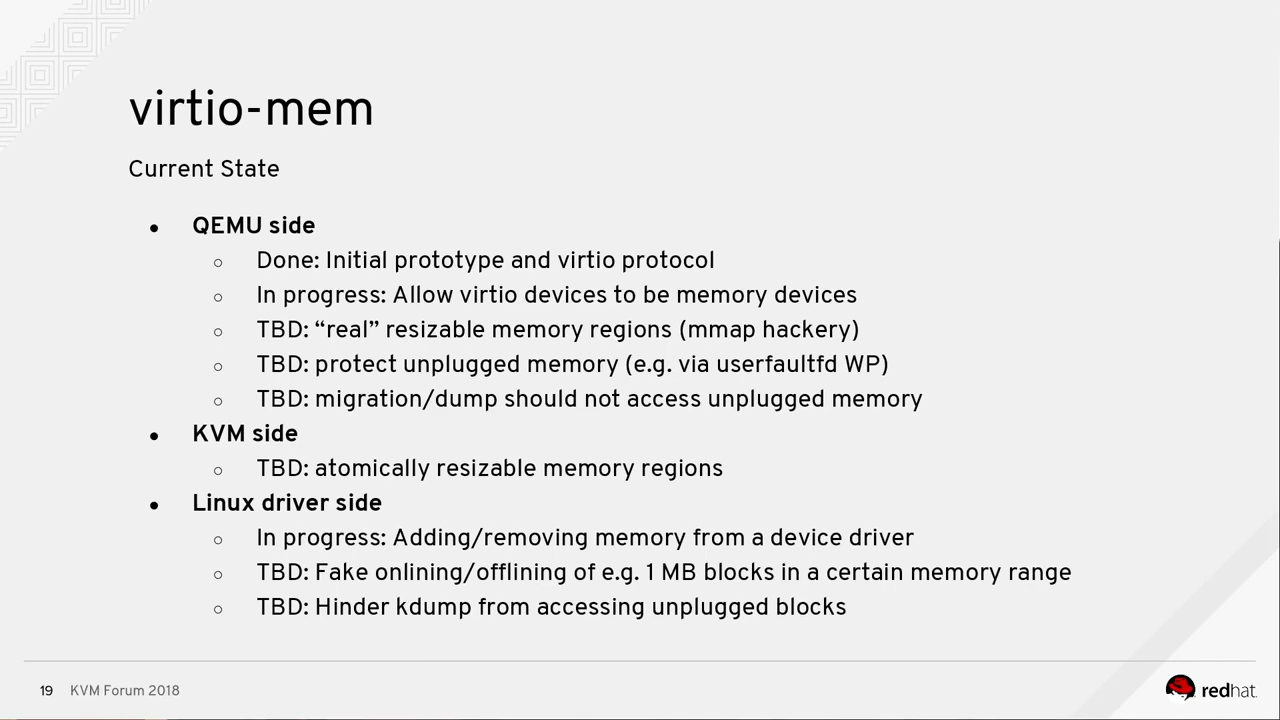 virtio-mem
Current State
● QEMU side
○ Done: Initial prototype and virtio protocol
○ In progress: Allow virtio devices to be memory devices
○ TBD: “real” resizable memory regions (mmap hackery)
○ TBD: protect unplugged memory (e.g. via userfaultfd WP)
○ TBD: migration/dump should not access unplugged memory
● KVM side
○ TBD: atomically resizable memory regions
● Linux driver side
○ In progress: Adding/removing memory from a device driver
○ TBD: Fake onlining/offlining of e.g. 1 MB blocks in a certain memory range
○ TBD: Hinder kdump from accessing unplugged blocks
19 KVM Forum 2018
redhat.